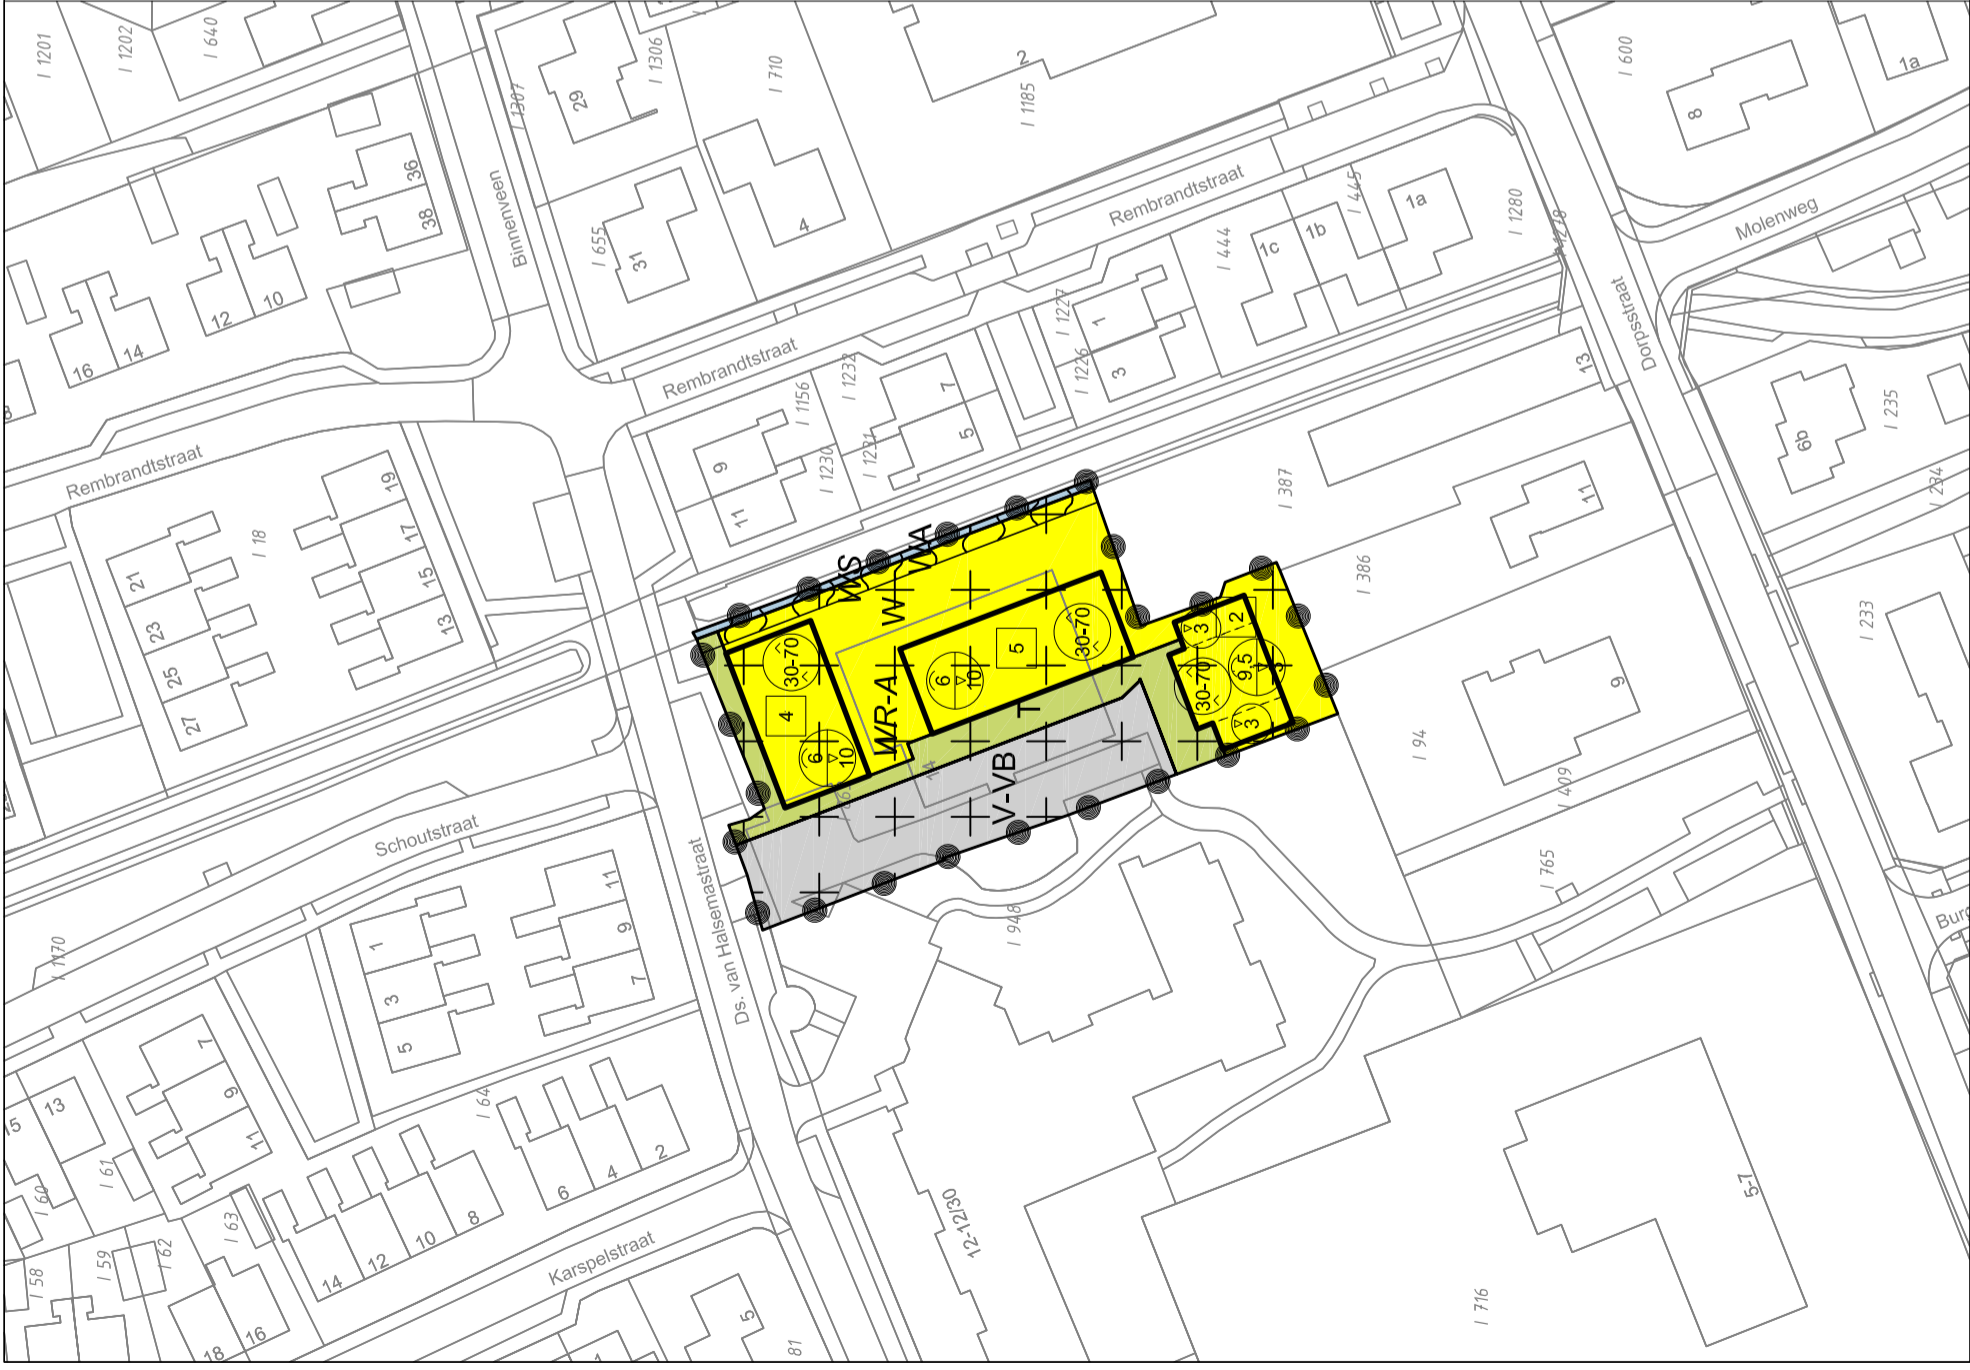 I 1201
I 1202
I 640
I 1307
29
I 1306
I 710
2
I 1185
I 600
8
1a
36
38
Binnenveen
I 655
31
4
Rembrandtstraat
I 444
I 445
1c
1b
1a
I 1280
Molenweg
12
10
16
14
Rembrandtstraat
I 1227
1
3
I 1226
Dorpsstraat
13
Rembrandtstraat
I 1156
I 1232
I 1230
I 1231
9
11
7
5
6b
I 235
I 234
19
17
15
13
I 18
21
23
25
27
I 387
11
I 386
I 233
WS
WA
W
WR-A
T
V-VB
30-70
4
6
10
6
10
5
30-70
3
2
30-70
9,5
3
3
1A
9
I 94
I 409
I 765
Schoutstraat
Ds. van Halsemastraat
I 1170
1
3
5
11
9
7
I 948
7
9
11
I 64
15
13
I 61
I 60
I 59
I 62
I 63
I 58
6
4
2
14
12
10
8
18
16
Karspelstraat
5
81
12-12/30
5-7
I 716